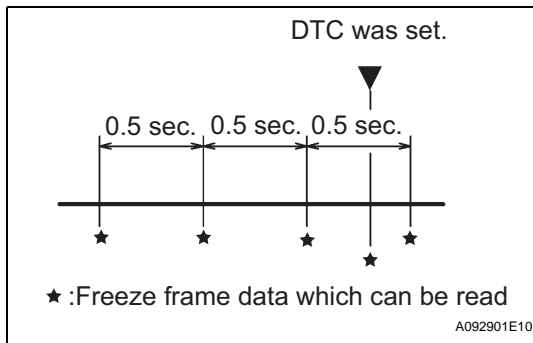 DTC was set.
0.5 sec. 0.5 sec. 0.5 sec.
★ :Freeze frame data which can be read
A092901E10